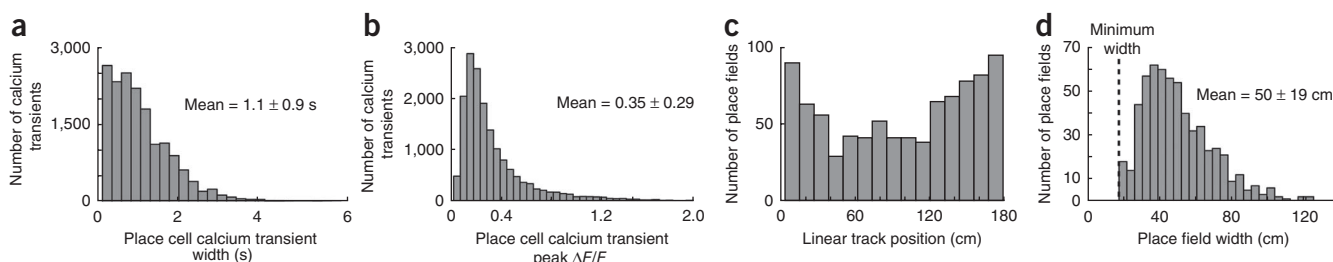 a
3,000
1,500
0
Number of calcium
transients
Mean = 1.1 ± 0.9 s
0 2 4 6
Place cell calcium transient
width (s)
b
3,000
2,000
1,000
0
Number of calcium
transients
Mean = 0.35 ± 0.29
0 0.4 1.2 2.0
Place cell calcium transient
peak ΔF/F
c
100
50
0
Number of place fields
0 60 120 180
Linear track position (cm)
d
Minimum
width
70
50
30
10
0
Number of place fields
Mean = 50 ± 19 cm
0 40 80 120
Place field width (cm)